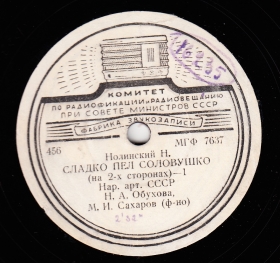 КОМИТЕТ
ПО РАДИОФИКАЦИИ И РАДИОВЕЩАНИЮ
ПРИ СОВЕТЕ МИНИСТРОВ СССР
ФАБРИКА ЗВУКОЗАПИСИ
Нолинский Н.
456
МГФ 7637
СЛАДКО ПЕЛ СОЛОВУШКО
(на 2-х сторонах)—1
Нар. арт. СССР
Н. А. Обухова,
М. И. Сахаров (ф-но)